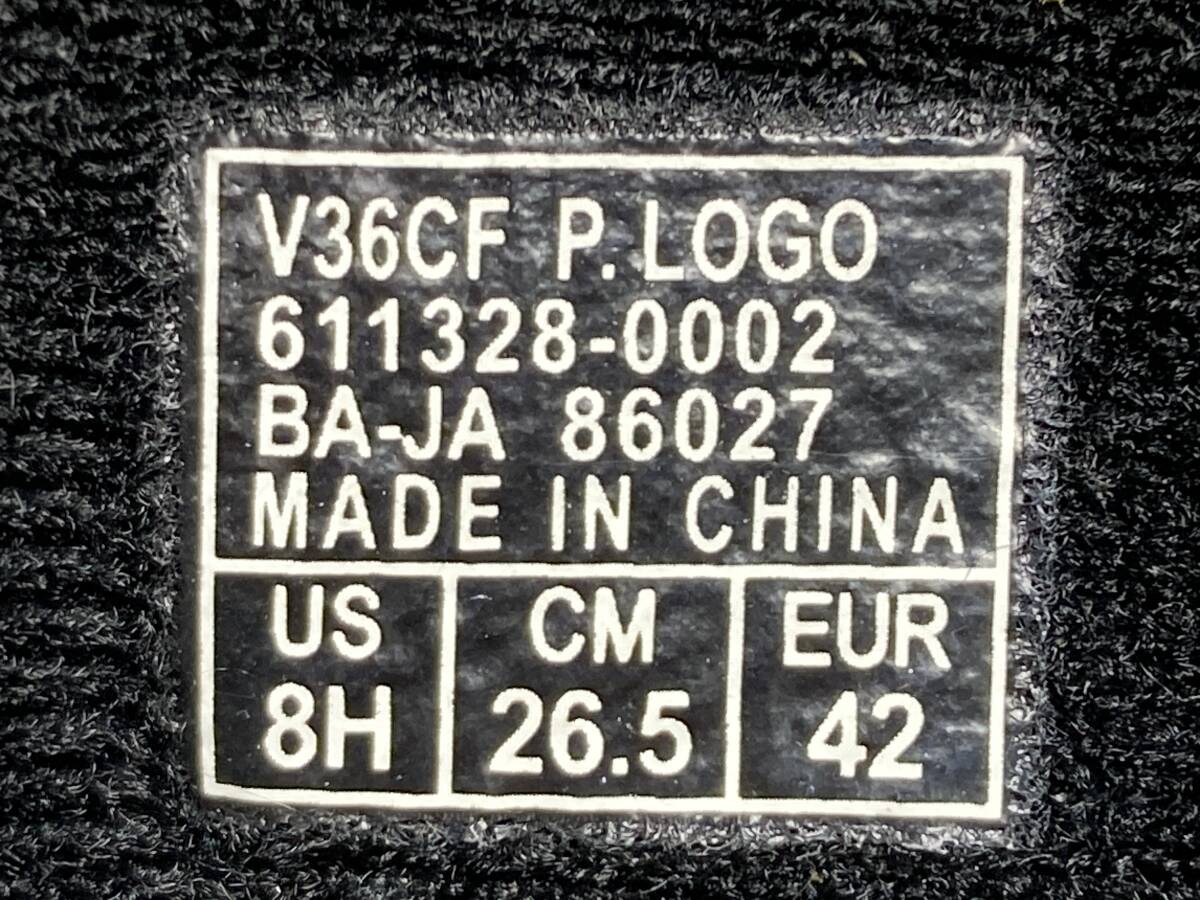 V36CF P.LOGO
611328-0002
BA-JA 86027
MADE IN CHINA
US CM EUR
8H 26.5 42